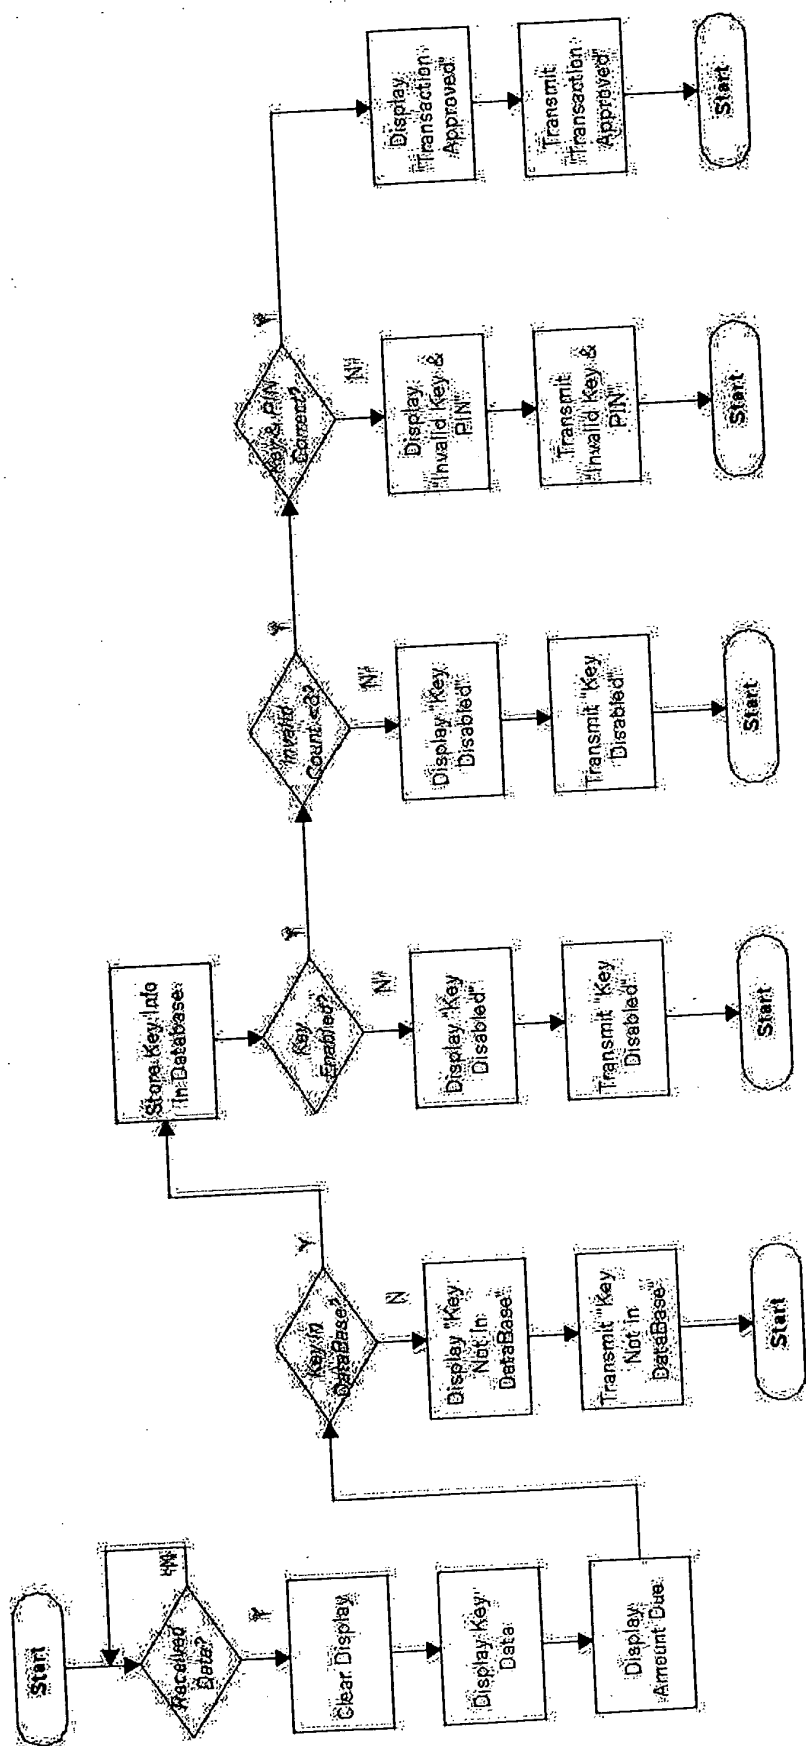 Start
Received
Data?
N
Y
Clear Display
Display Key
Data
Display
Amount Due
Key in
DataBase?
Y
N
Display "Key
Not in
DataBase"
Transmit "Key
Not in
DataBase"
Start
Store Key Info
In Database
Key
Enabled?
Y
N
Display "Key
Disabled"
Transmit "Key
Disabled"
Start
Invalid
Count <3?
Y
N
Display "Key
Disabled"
Transmit "Key
Disabled"
Start
Key & PIN
Correct?
Y
N
Display
"Invalid Key &
PIN"
Transmit
"Invalid Key &
PIN"
Start
Display
"Transaction
Approved"
Transmit
"Transaction
Approved"
Start